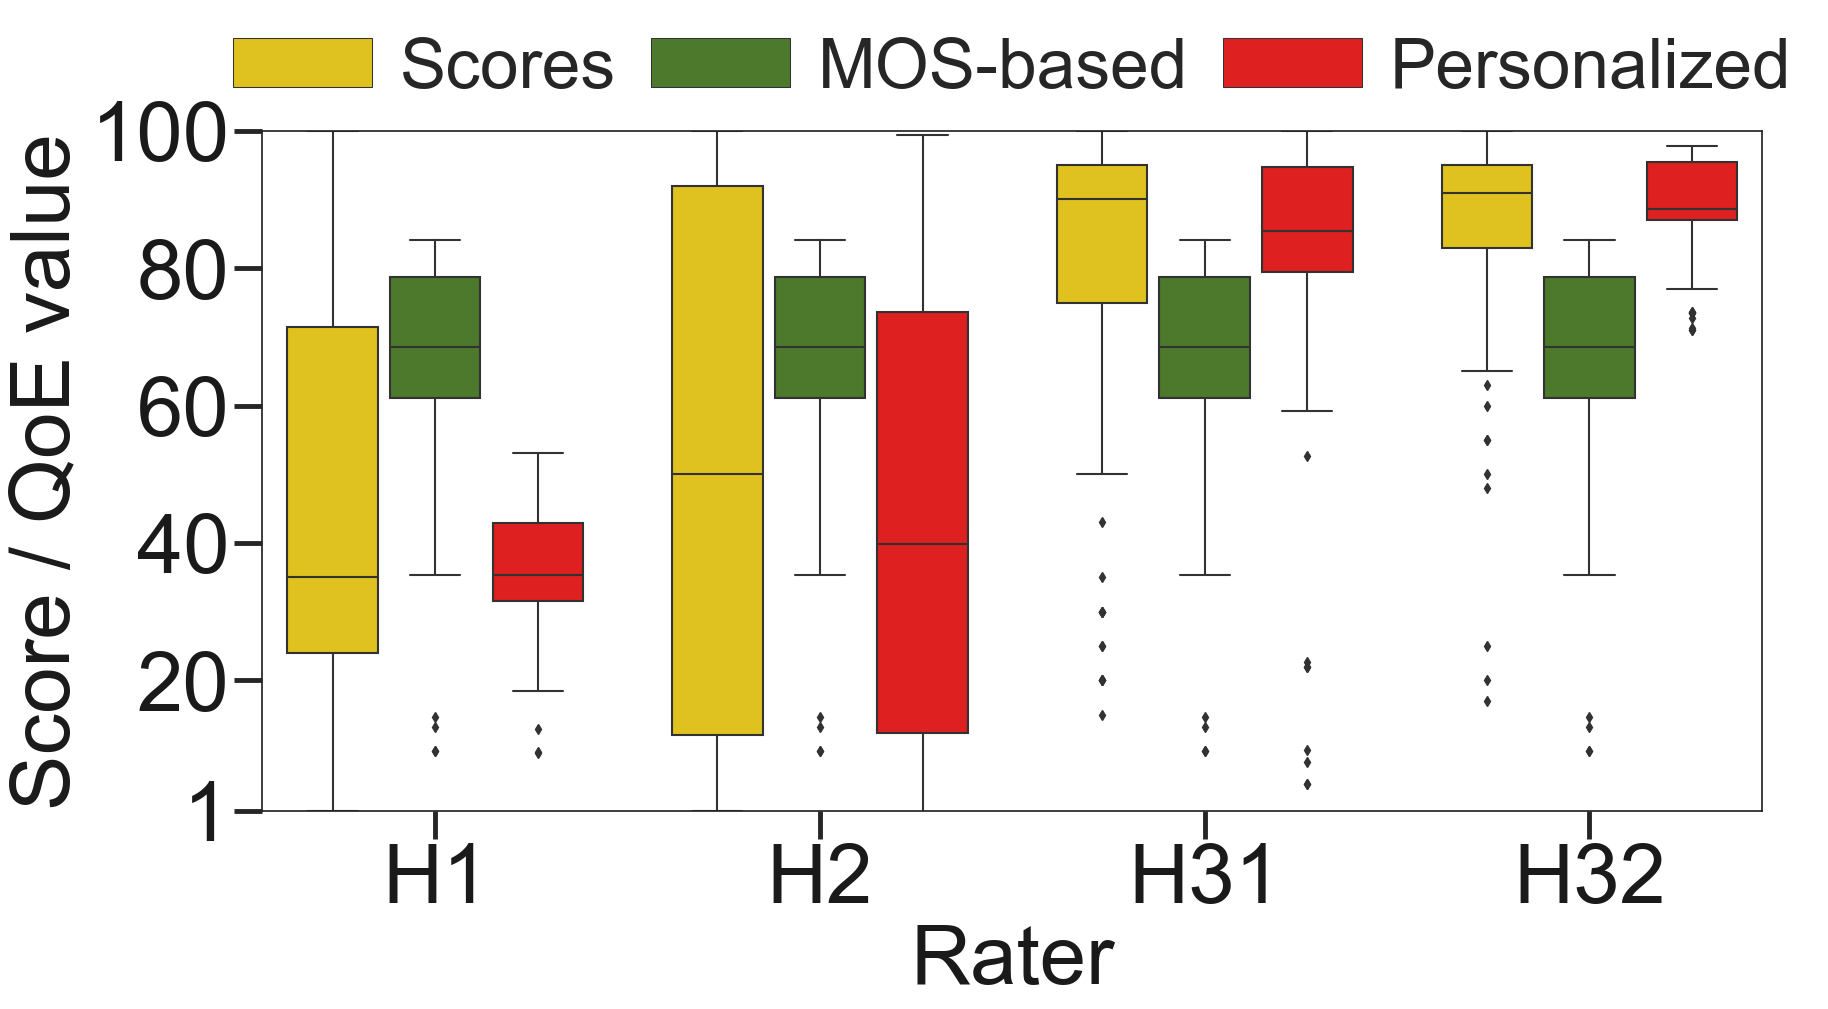 Scores MOS-based Personalized
Score / QoE value
100
80
60
40
20
1
H1 H2 H31 H32
Rater